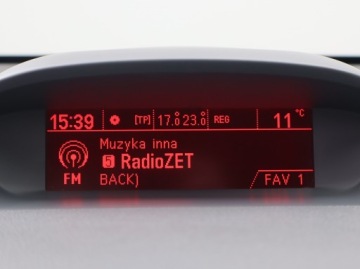 15:39 [TP] 17.0 23.0 REG 11°C
Muzyka inna
5 RadioZET
FM BACK) FAV 1